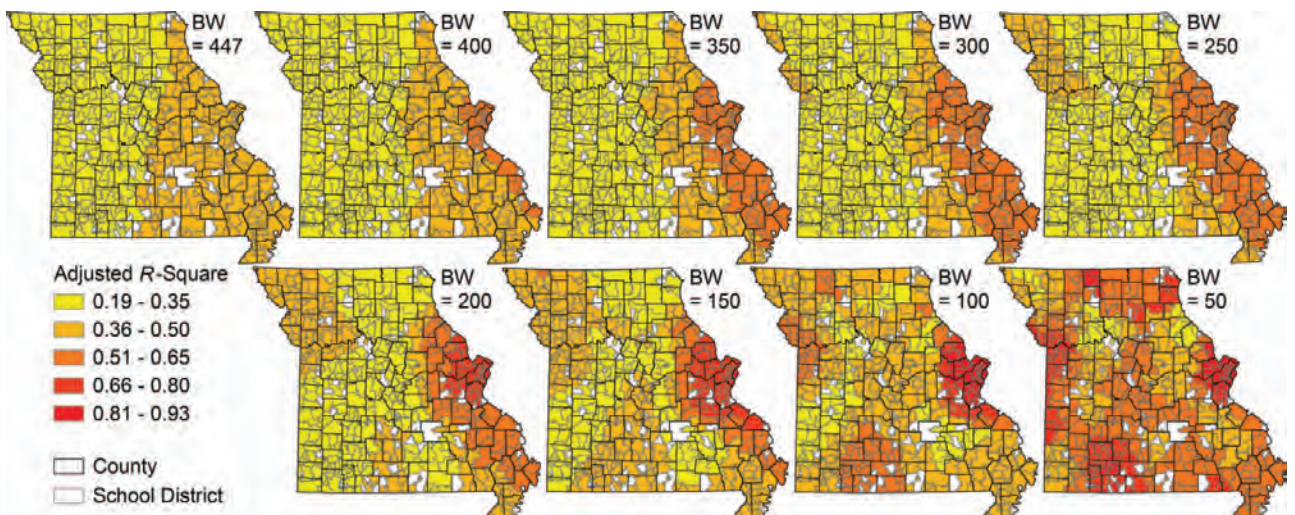 BW
= 447
BW
= 400
BW
= 350
BW
= 300
BW
= 250
Adjusted R-Square
0.19 - 0.35
0.36 - 0.50
0.51 - 0.65
0.66 - 0.80
0.81 - 0.93
County
School District
BW
= 200
BW
= 150
BW
= 100
BW
= 50